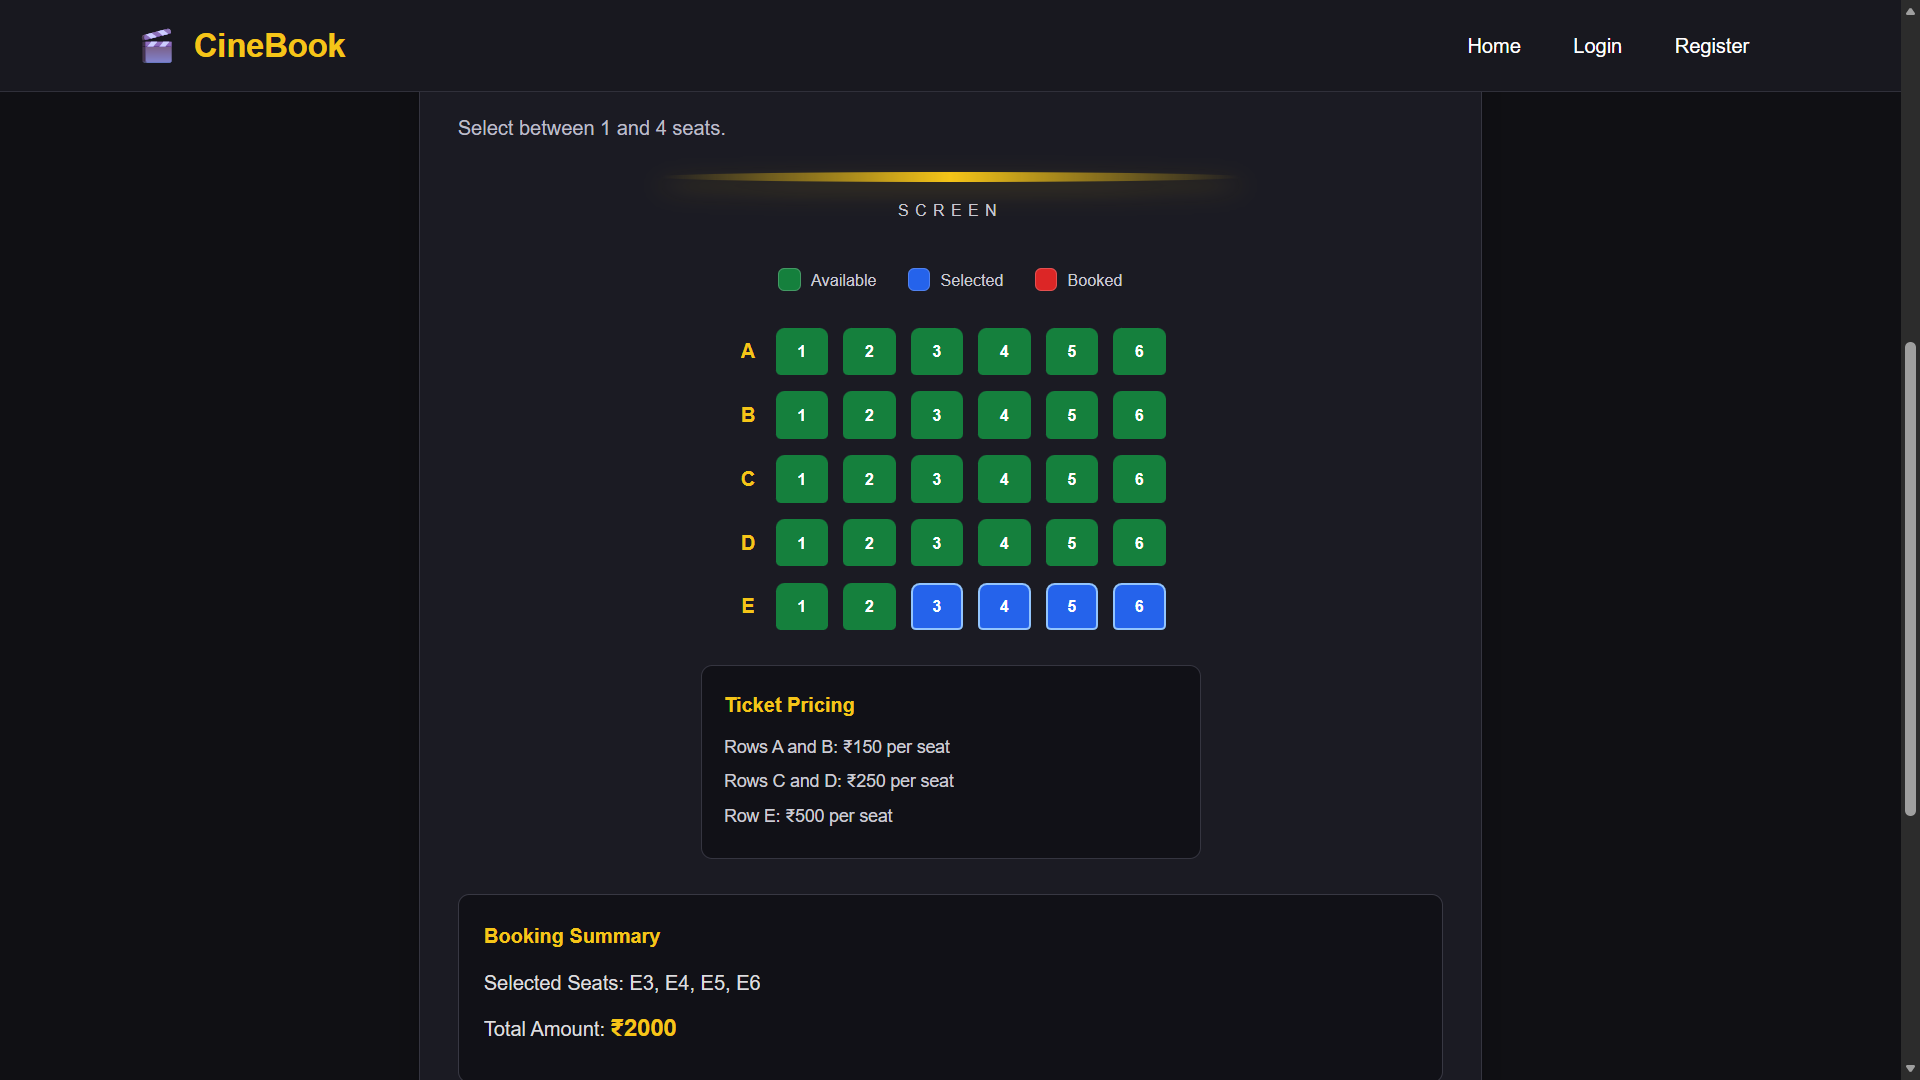 CineBook
Home Login Register
Select between 1 and 4 seats.
SCREEN
Available Selected Booked
A 1 2 3 4 5 6
B 1 2 3 4 5 6
C 1 2 3 4 5 6
D 1 2 3 4 5 6
E 1 2 3 4 5 6
Ticket Pricing
Rows A and B: ₹150 per seat
Rows C and D: ₹250 per seat
Row E: ₹500 per seat
Booking Summary
Selected Seats: E3, E4, E5, E6
Total Amount: ₹2000